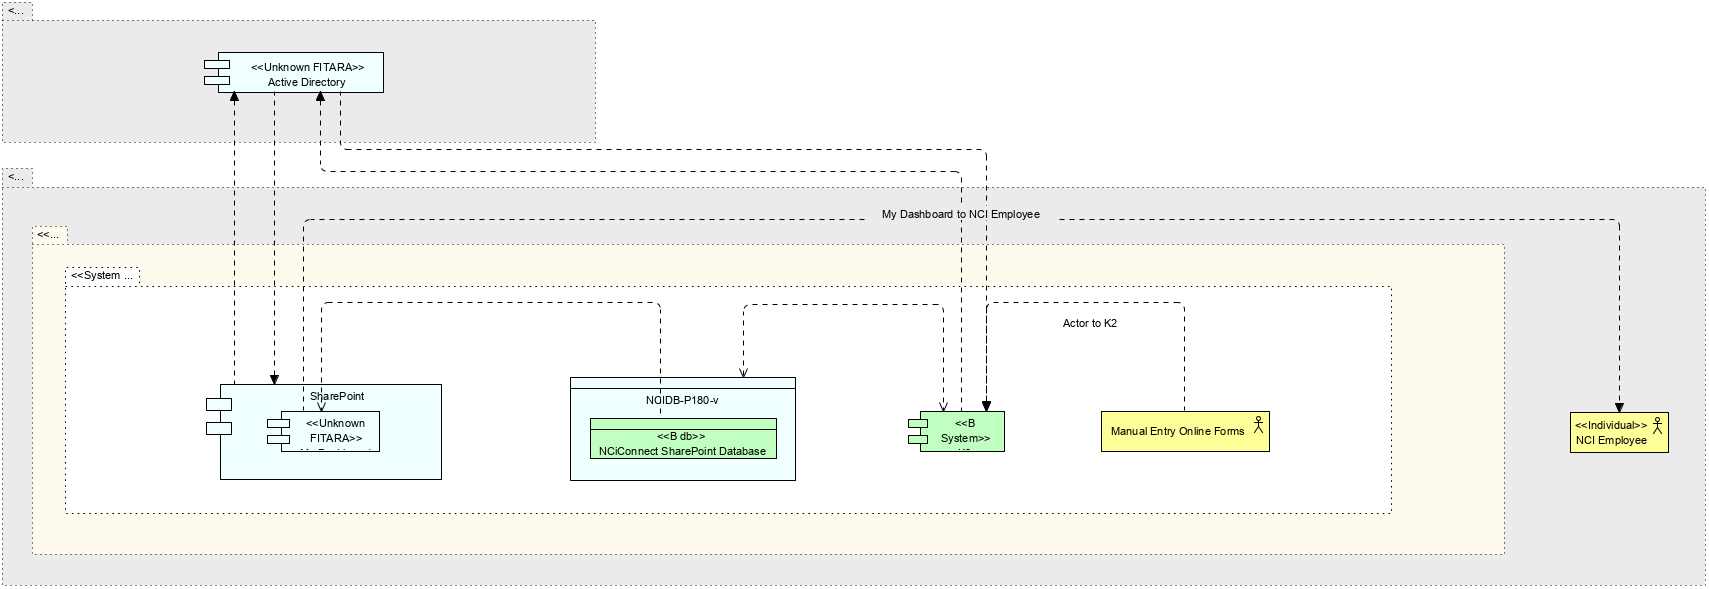 <...
<<Unknown FITARA>>
Active Directory
<...
My Dashboard to NCI Employee
<<...
<<System ...
Actor to K2
SharePoint
<<Unknown
FITARA>>
NCIDB-P180-v
<<B db>>
NCiConnect SharePoint Database
<<B
System>>
Manual Entry Online Forms
<<Individual>>
NCI Employee